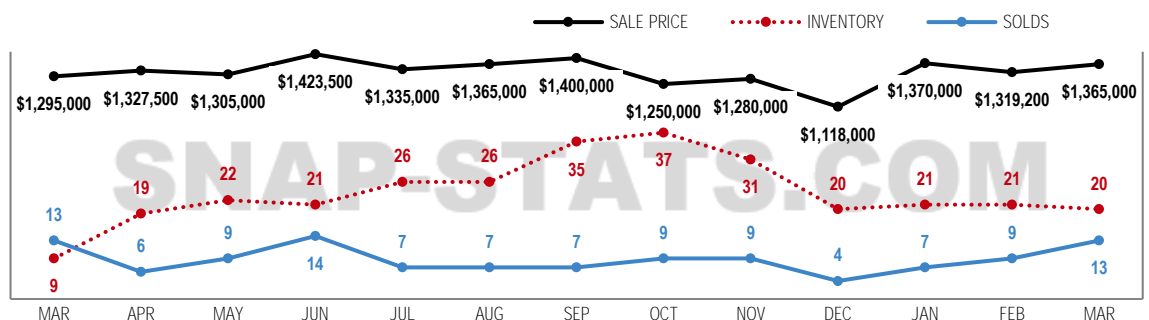 SALE PRICE INVENTORY SOLDS
$1,295,000 $1,327,500 $1,305,000 $1,423,500 $1,335,000 $1,365,000 $1,400,000 $1,250,000 $1,280,000 $1,118,000 $1,370,000 $1,319,200 $1,365,000
SNAP-STATS.COM
9 19 22 21 26 26 35 37 31 20 21 21 20
13 6 9 14 7 7 7 9 9 4 7 9 13
MAR APR MAY JUN JUL AUG SEP OCT NOV DEC JAN FEB MAR